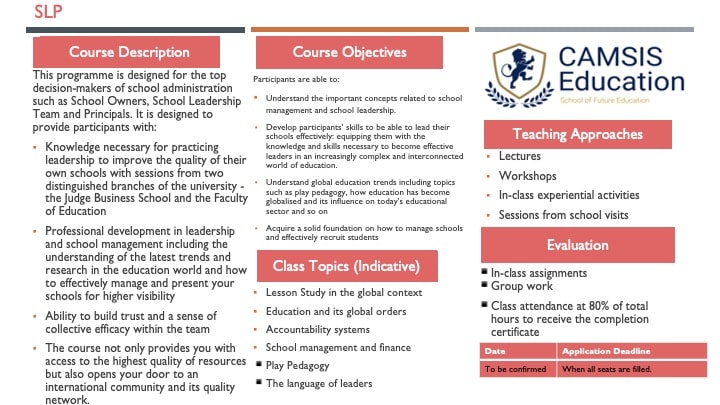 SLP
Course Description
This programme is designed for the top
decision-makers of school administration
such as School Owners, School Leadership
Team and Principals. It is designed to
provide participants with:
▪ Knowledge necessary for practicing
leadership to improve the quality of their
own schools with sessions from two
distinguished branches of the university -
the Judge Business School and the Faculty
of Education
▪ Professional development in leadership
and school management including the
understanding of the latest trends and
research in the education world and how
to effectively manage and present your
schools for higher visibility
▪ Ability to build trust and a sense of
collective efficacy within the team
▪ The course not only provides you with
access to the highest quality of resources
but also opens your door to an
international community and its quality
network.
Course Objectives
Participants are able to:
▪ Understand the important concepts related to school
management and school leadership.
▪ Develop participants' skills to be able to lead their
schools effectively: equipping them with the
knowledge and skills necessary to become effective
leaders in an increasingly complex and interconnected
world of education.
▪ Understand global education trends including topics
such as play pedagogy, how education has become
globalised and its influence on today's educational
sector and so on
▪ Acquire a solid foundation on how to manage schools
and effectively recruit students
Class Topics (Indicative)
▪ Lesson Study in the global context
▪ Education and its global orders
▪ Accountability systems
▪ School management and finance
▪ Play Pedagogy
▪ The language of leaders
CAMSIS
Education
School of Future Education
Teaching Approaches
▪ Lectures
▪ Workshops
▪ In-class experiential activities
▪ Sessions from school visits
Evaluation
▪ In-class assignments
▪ Group work
▪ Class attendance at 80% of total
hours to receive the completion
certificate
Date Application Deadline
To be confirmed When all seats are filled.